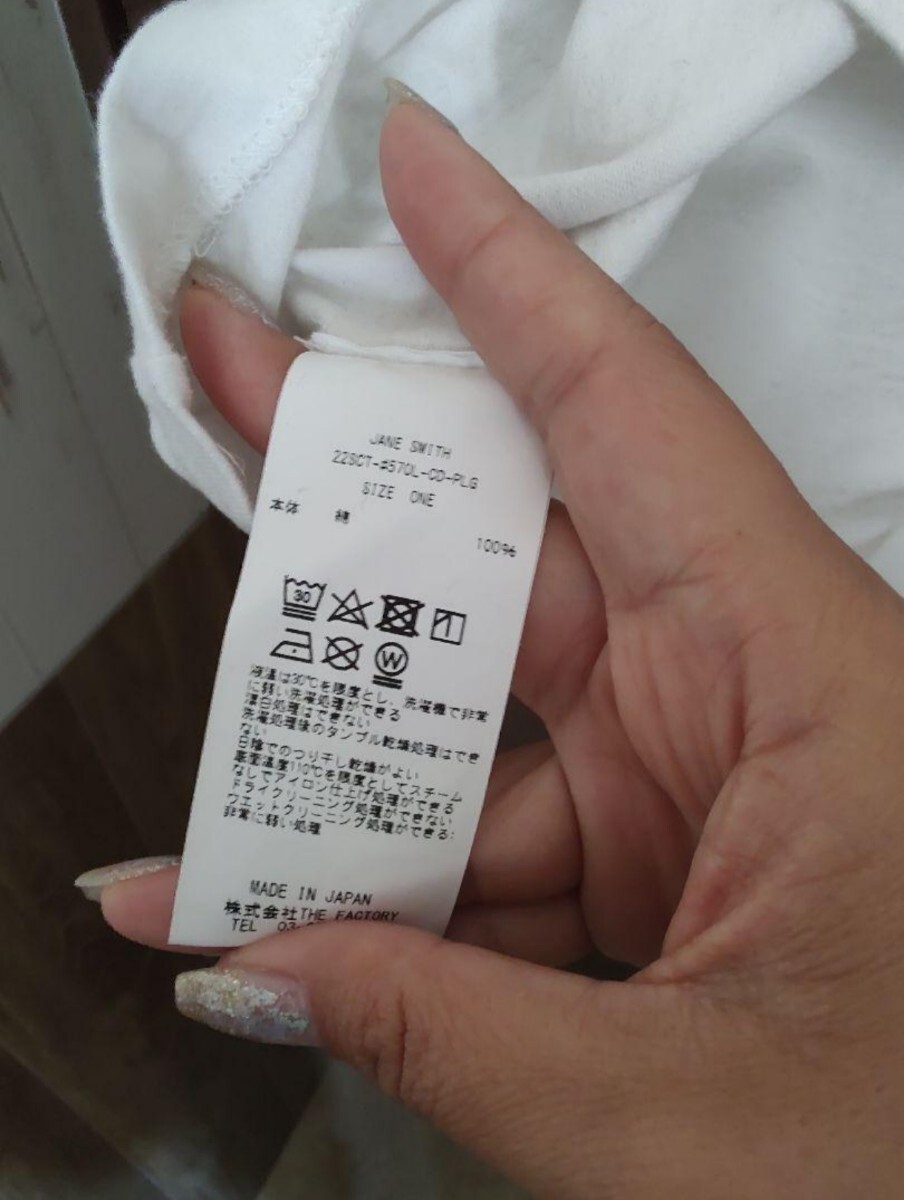 JANE SMITH
2ZSCT-#570L-CD-PLG
SIZE ONE
本体 綿
100%
30
W
液温は30℃を限度とし、洗濯機で非常
に弱い洗濯処理ができる
漂白処理はできない
洗濯処理後のタンブル乾燥処理はでき
ない
日陰でのつり干し乾燥がよい
底面温度110℃を限度としてスチーム
なしでアイロン仕上げ処理ができる
ドライクリーニング処理ができない
ウエットクリーニング処理ができる:
非常に弱い処理
MADE IN JAPAN
株式会社THE FACTORY
TEL 03-